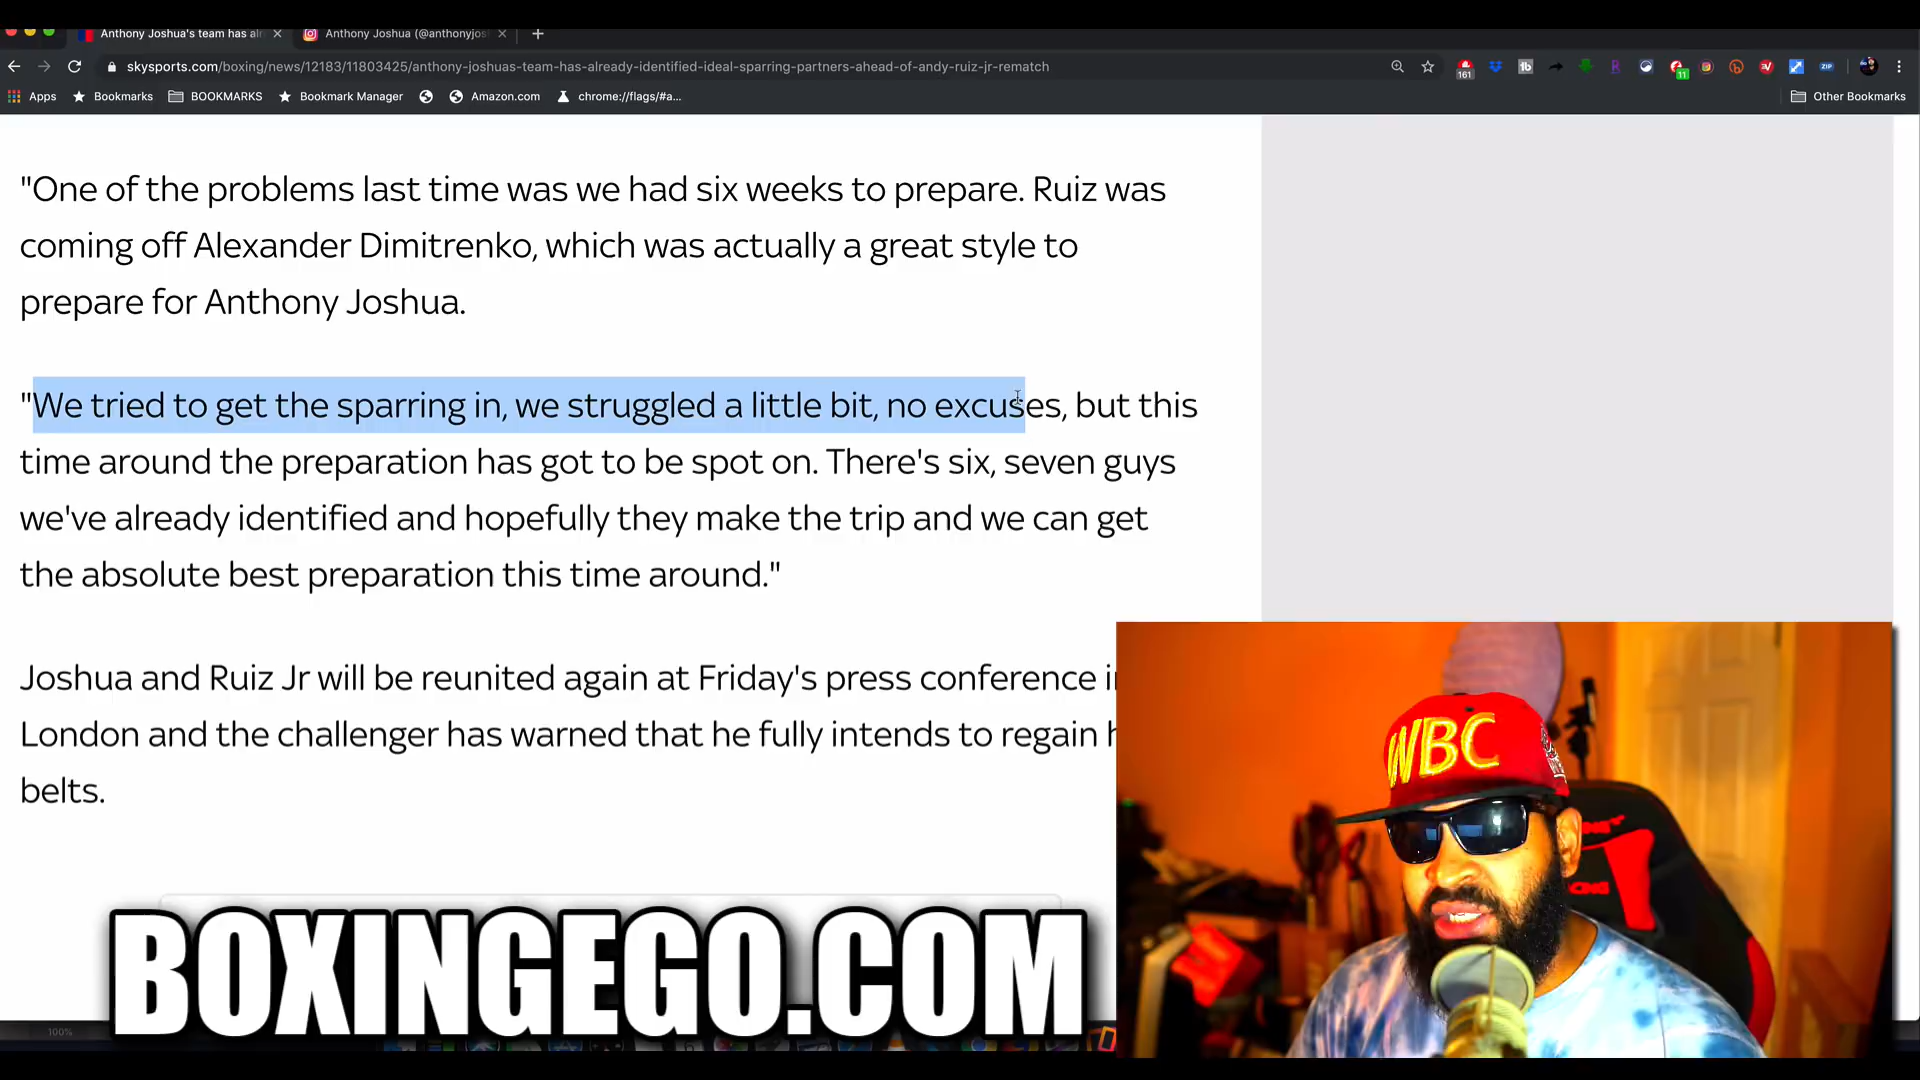 Anthony Joshua's team has al
Anthony Joshua (@anthonyjos
skysports.com/boxing/news/12183/11803425/anthony-joshuas-team-has-already-identified-ideal-sparring-partners-ahead-of-andy-ruiz-jr-rematch
161
11
ZIP
Apps
Bookmarks
BOOKMARKS
Bookmark Manager
Amazon.com
chrome://flags/#a...
Other Bookmarks
"One of the problems last time was we had six weeks to prepare. Ruiz was
coming off Alexander Dimitrenko, which was actually a great style to
prepare for Anthony Joshua.
"We tried to get the sparring in, we struggled a little bit, no excuses, but this
time around the preparation has got to be spot on. There's six, seven guys
we've already identified and hopefully they make the trip and we can get
the absolute best preparation this time around."
Joshua and Ruiz Jr will be reunited again at Friday's press conference in
London and the challenger has warned that he fully intends to regain h
belts.
WBC
BOXINGEGO.COM
100%